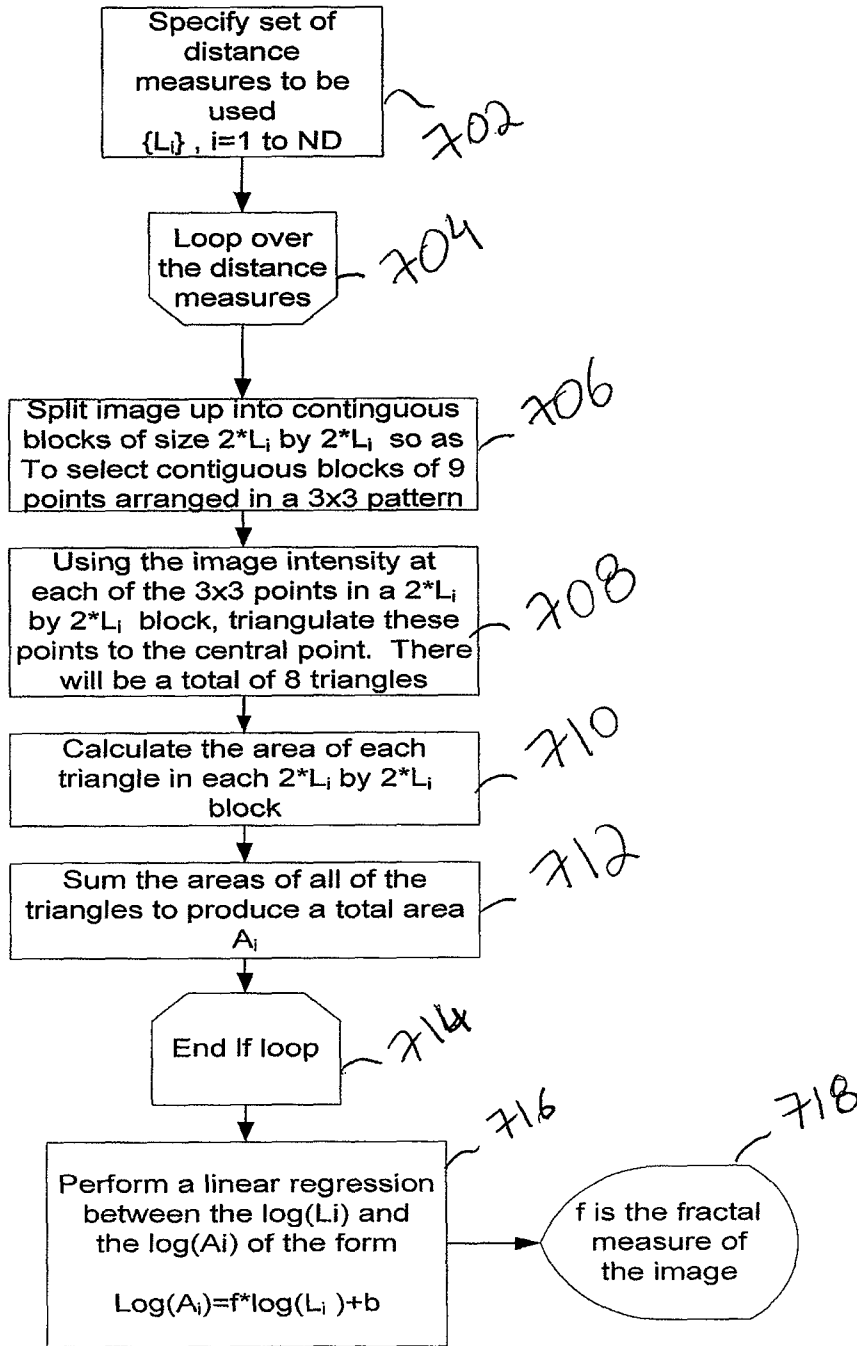 Specify set of
distance
measures to be
used
{Lᵢ} , i=1 to ND
702
Loop over
the distance
measures
704
Split image up into continguous
blocks of size 2*Lᵢ by 2*Lᵢ so as
To select contiguous blocks of 9
points arranged in a 3x3 pattern
706
Using the image intensity at
each of the 3x3 points in a 2*Lᵢ
by 2*Lᵢ block, triangulate these
points to the central point. There
will be a total of 8 triangles
708
Calculate the area of each
triangle in each 2*Lᵢ by 2*Lᵢ
block
710
Sum the areas of all of the
triangles to produce a total area
Aᵢ
712
End If loop
714
Perform a linear regression
between the log(Li) and
the log(Ai) of the form
Log(Aᵢ)=f*log(Lᵢ )+b
716
f is the fractal
measure of
the image
718